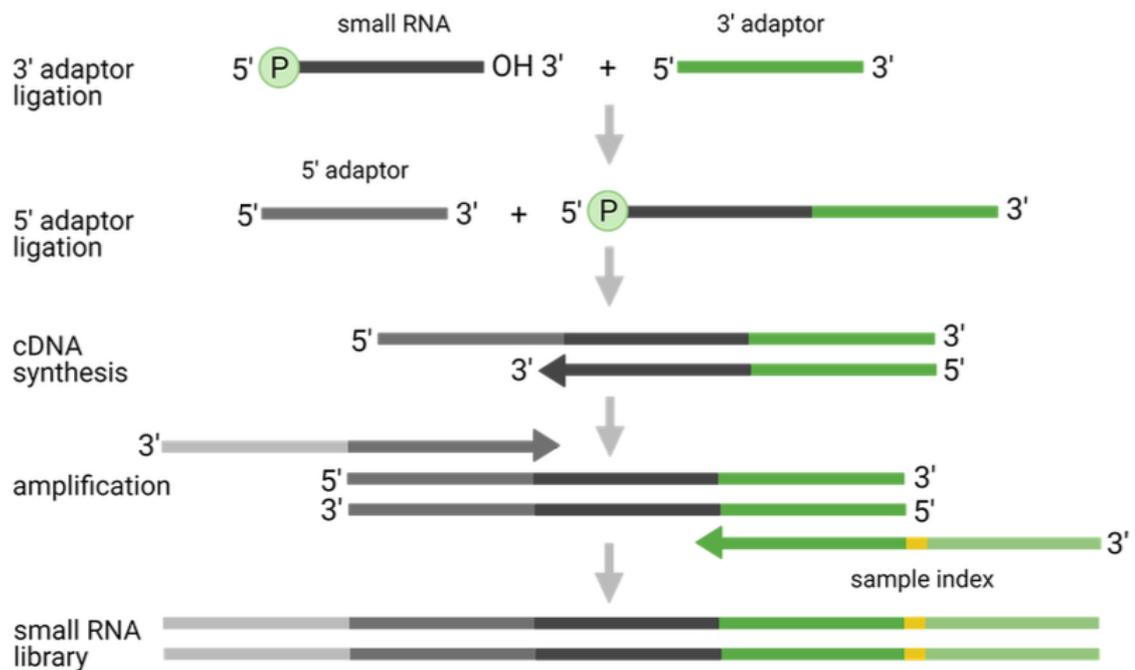 small RNA
3' adaptor
3' adaptor
ligation
5' P OH 3' + 5' 3'
5' adaptor
5' adaptor
ligation
5' 3' + 5' P 3'
cDNA
synthesis
5' 3'
3' 5'
3'
amplification
5' 3'
3' 5'
3'
sample index
small RNA
library